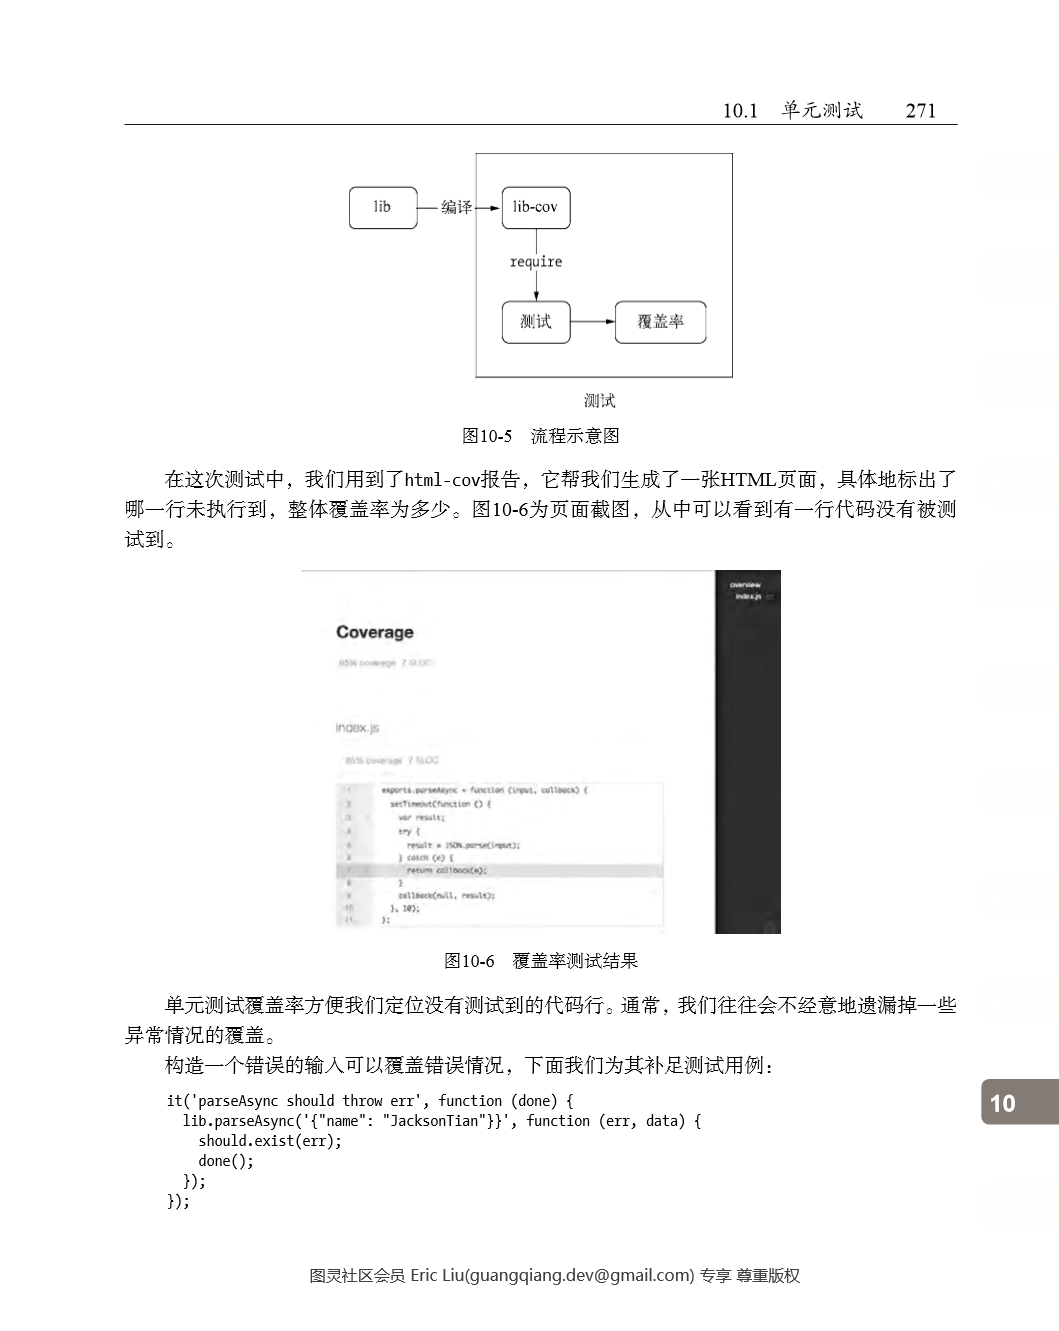 10.1 单元测试 271
lib
编译
lib-cov
require
测试
覆盖率
测试
图10-5 流程示意图
在这次测试中，我们用到了html-cov报告，它帮我们生成了一张HTML页面，具体地标出了
哪一行未执行到，整体覆盖率为多少。图10-6为页面截图，从中可以看到有一行代码没有被测
试到。
overview
index.js
Coverage
85% coverage 7 SLOC
index.js
85% coverage 7 SLOC
1 exports.parseAsync = function (input, callback) {
2 setTimeout(function () {
3 var result;
4 try {
5 result = JSON.parse(input);
6 } catch (e) {
7 return callback(e);
8 }
9 callback(null, result);
10 }, 10);
11 };
图10-6 覆盖率测试结果
单元测试覆盖率方便我们定位没有测试到的代码行。通常，我们往往会不经意地遗漏掉一些
异常情况的覆盖。
构造一个错误的输入可以覆盖错误情况，下面我们为其补足测试用例：
it('parseAsync should throw err', function (done) {
lib.parseAsync('{"name": "JacksonTian"}}', function (err, data) {
should.exist(err);
done();
});
});
10
图灵社区会员 Eric Liu(guangqiang.dev@gmail.com) 专享 尊重版权